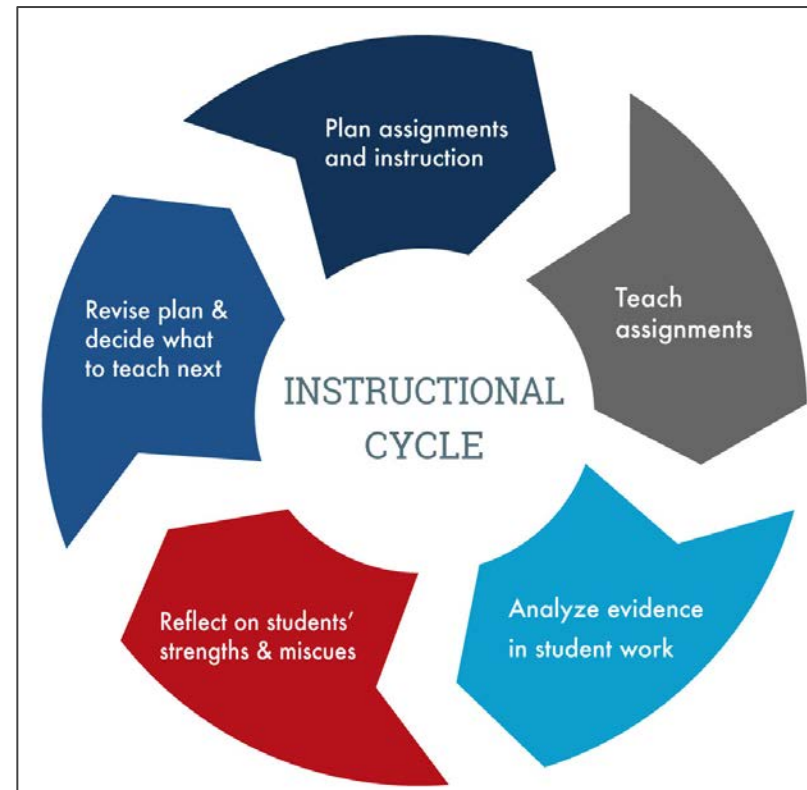 Plan assignments
and instruction
Teach
assignments
Analyze evidence
in student work
Reflect on students’
strengths & miscues
Revise plan &
decide what
to teach next
INSTRUCTIONAL
CYCLE